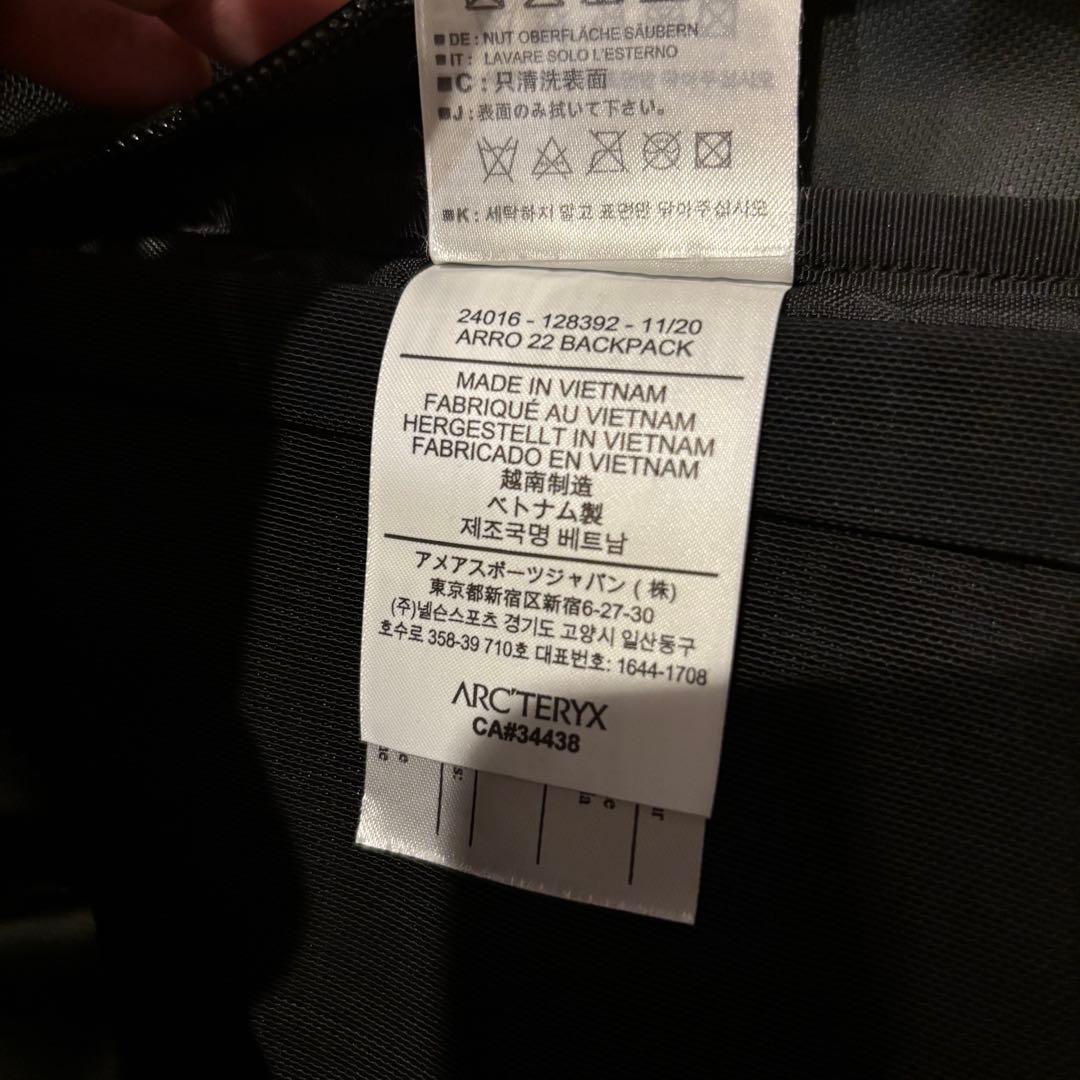 DE : NUT OBERFLÄCHE SÄUBERN
IT : LAVARE SOLO L'ESTERNO
C : 只清洗表面
J : 表面のみ拭いて下さい。
K : 세탁하지 말고 표면만 닦아주십시오
24016 - 128392 - 11/20
ARRO 22 BACKPACK
MADE IN VIETNAM
FABRIQUÉ AU VIETNAM
HERGESTELLT IN VIETNAM
FABRICADO EN VIETNAM
越南制造
ベトナム製
제조국명 베트남
アメアスポーツジャパン ( 株)
東京都新宿区新宿6-27-30
(주)넬슨스포츠 경기도 고양시 일산동구
호수로 358-39 710호 대표번호: 1644-1708
ARC'TERYX
CA#34438